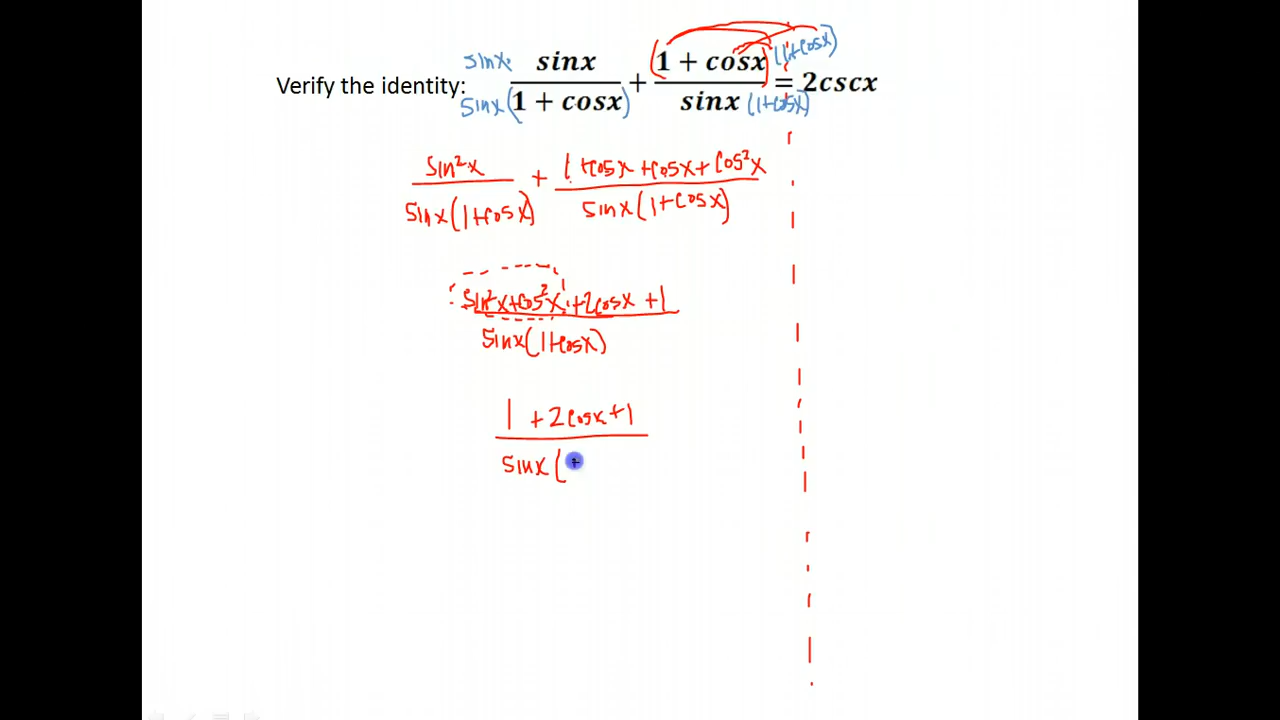 sinx · sinx + (1 + cosx) (1+cosx)
Verify the identity: = 2cscx
sinx (1 + cosx) sinx (1+cosx)
sin²x + 1 +cosx +cosx + cos²x
sinx (1+cosx) sinx (1+cosx)
sin²x+cos²x +2cosx +1
sinx (1+cosx)
1 +2cosx +1
sinx (